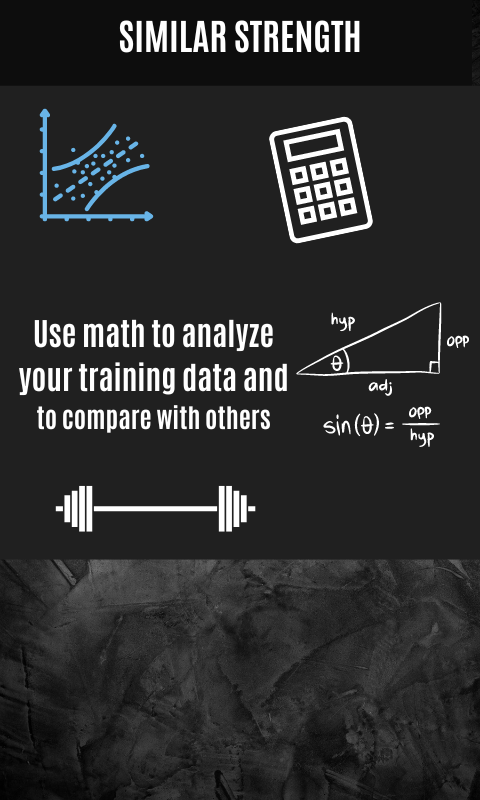 SIMILAR STRENGTH
Use math to analyze
your training data and
to compare with others
hyp
opp
θ
adj
sin(θ) = opp
hyp